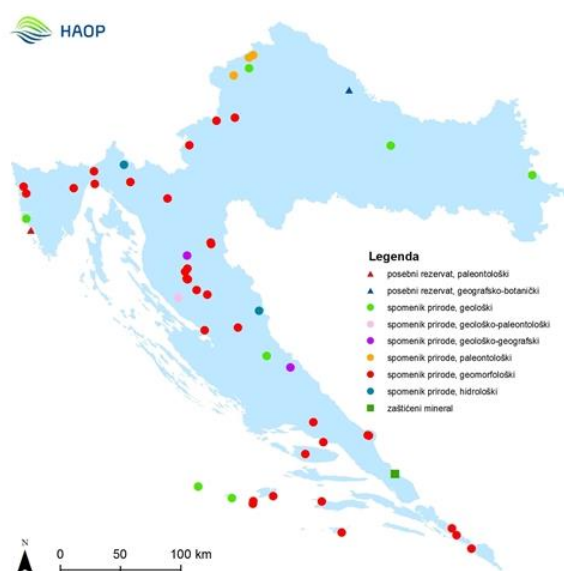 HAOP
Legenda
posebni rezervat, paleontološki
posebni rezervat, geografsko-botanički
spomenik prirode, geološki
spomenik prirode, geološko-paleontološki
spomenik prirode, geološko-geografski
spomenik prirode, paleontološki
spomenik prirode, geomorfološki
spomenik prirode, hidrološki
zaštićeni mineral
N
0 50 100 km